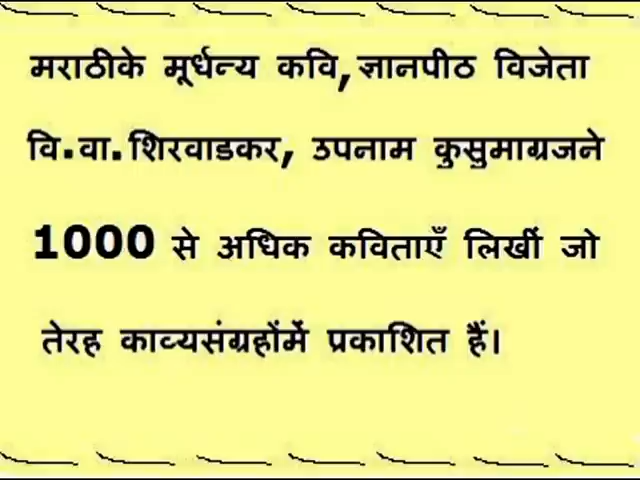 मराठीके मूर्धन्य कवि,ज्ञानपीठ विजेता
वि.वा.शिरवाडकर, उपनाम कुसुमाग्रजने
1000 से अधिक कविताएँ लिखीं जो
तेरह काव्यसंग्रहोंमें प्रकाशित हैं।